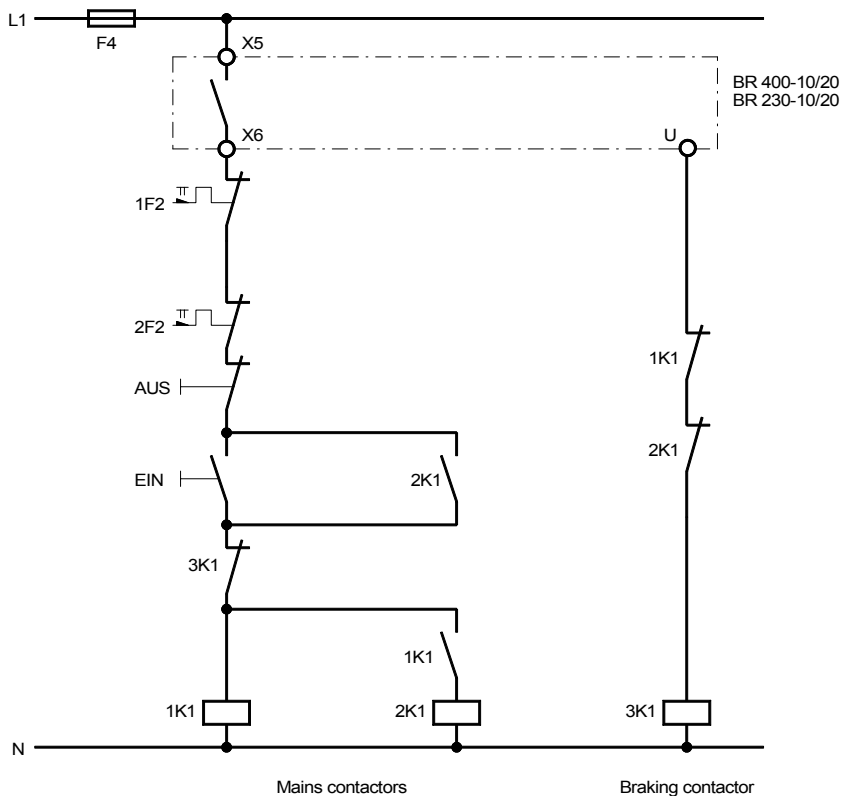 L1
F4
X5
BR 400-10/20
BR 230-10/20
X6
U
1F2
2F2
1K1
AUS
2K1
EIN
2K1
3K1
1K1
1K1
2K1
3K1
N
Mains contactors
Braking contactor